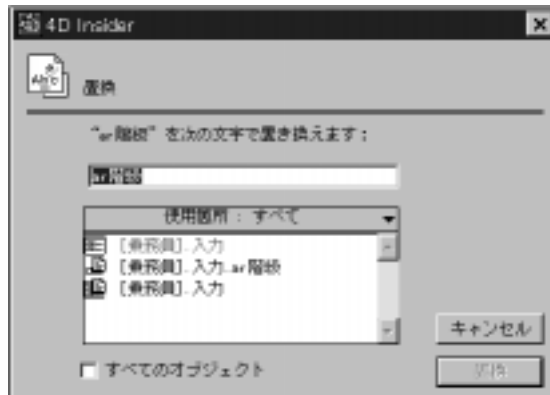 4D Insider
置換
"ar階級" を次の文字で置き換えます：
ar階級
使用箇所 : すべて
[乗務員].入力
[乗務員].入力.ar階級
[乗務員].入力
キャンセル
すべてのオブジェクト
置換